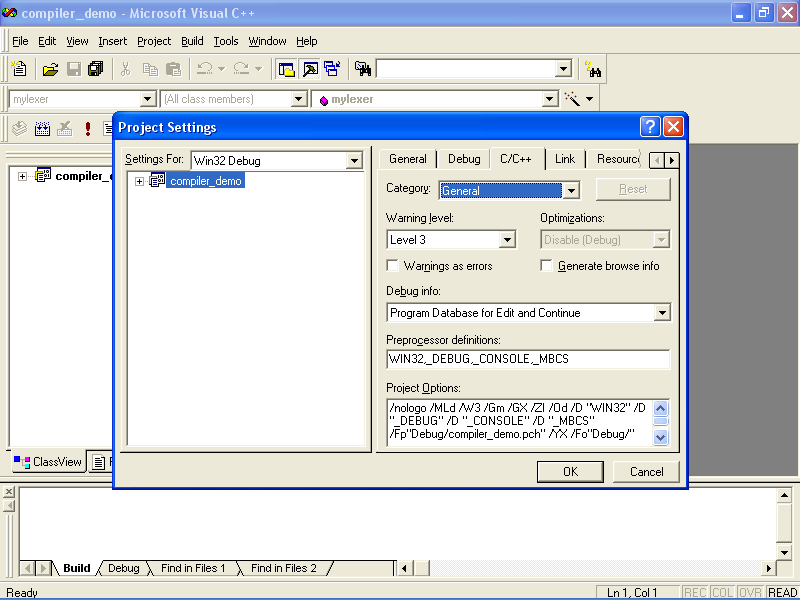 compiler_demo - Microsoft Visual C++
File Edit View Insert Project Build Tools Window Help
mylexer (All class members) mylexer
Project Settings
Settings For: Win32 Debug
compiler_demo
General Debug C/C++ Link Resourc
Category: General Reset
Warning level: Optimizations:
Level 3 Disable (Debug)
Warnings as errors Generate browse info
Debug info:
Program Database for Edit and Continue
Preprocessor definitions:
WIN32,_DEBUG,_CONSOLE,_MBCS
Project Options:
/nologo /MLd /W3 /Gm /GX /ZI /Od /D "WIN32" /D
"_DEBUG" /D "_CONSOLE" /D "_MBCS"
/Fp"Debug/compiler_demo.pch" /YX /Fo"Debug/"
OK Cancel
compiler_
ClassView
Build Debug Find in Files 1 Find in Files 2
Ready Ln 1, Col 1 REC COL OVR READ